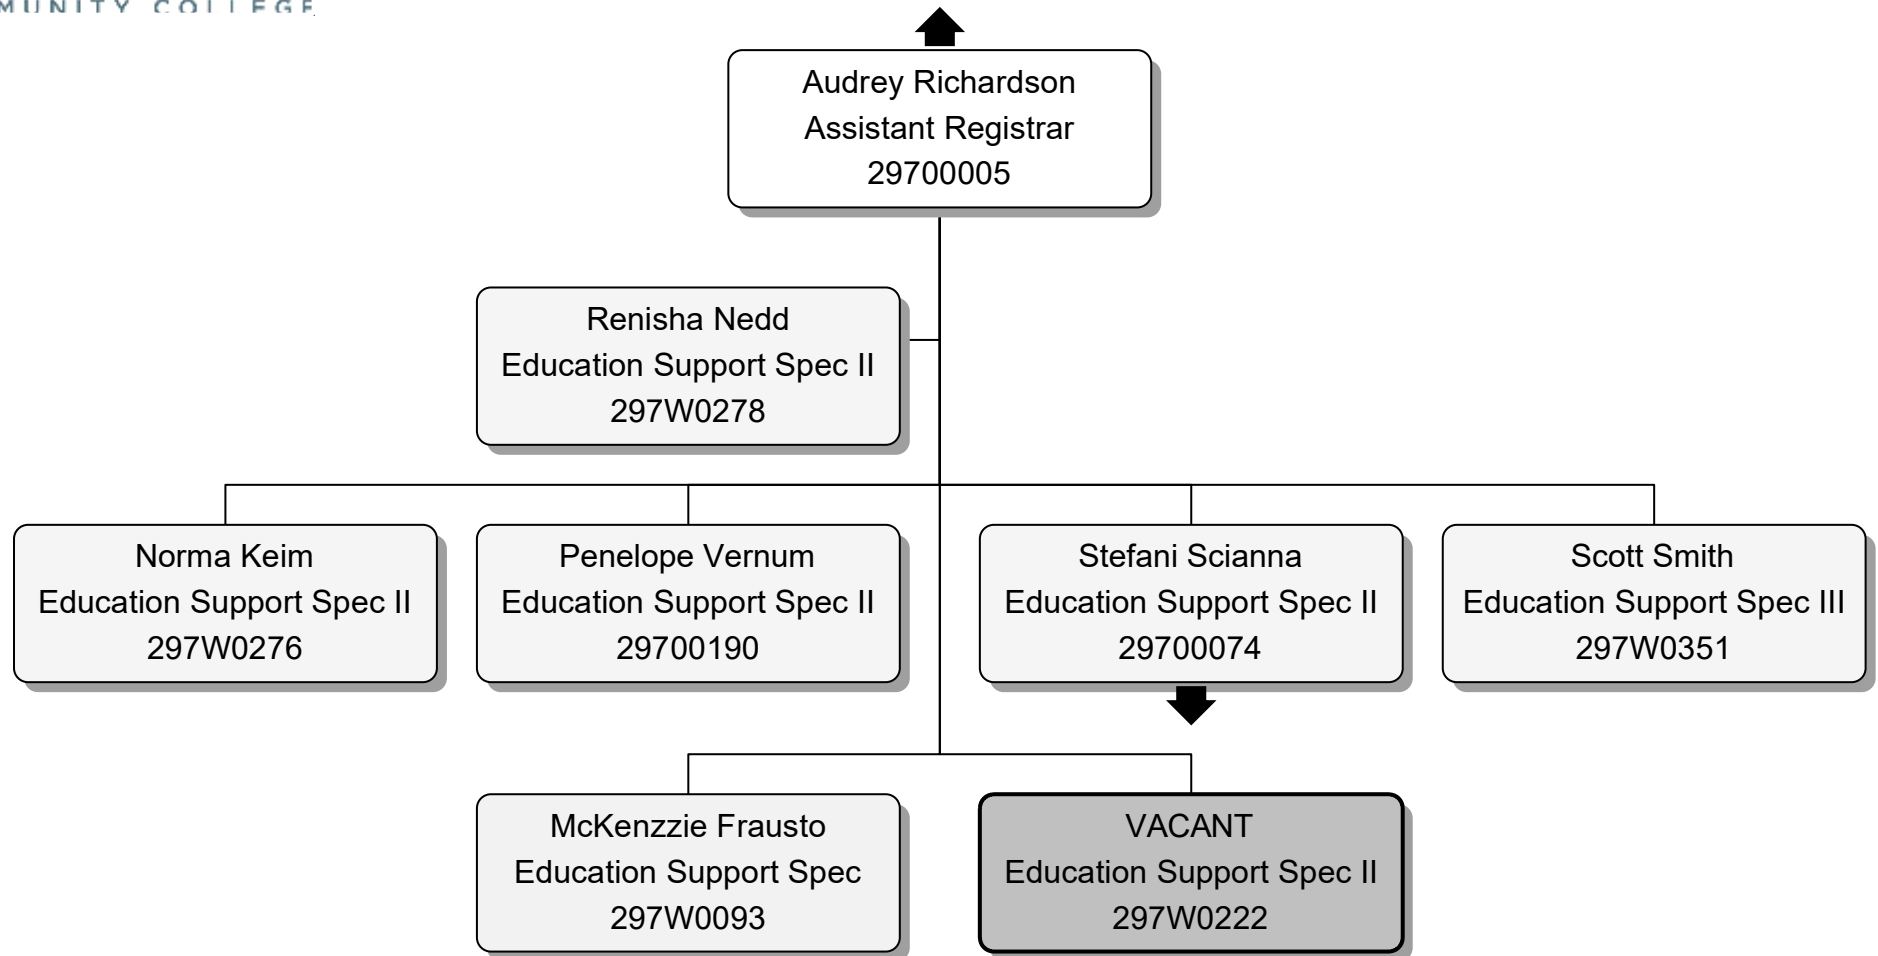 MUNITY COLLEGE
Audrey Richardson
Assistant Registrar
29700005
Renisha Nedd
Education Support Spec II
297W0278
Norma Keim
Education Support Spec II
297W0276
Penelope Vernum
Education Support Spec II
29700190
Stefani Scianna
Education Support Spec II
29700074
Scott Smith
Education Support Spec III
297W0351
McKenzzie Frausto
Education Support Spec
297W0093
VACANT
Education Support Spec II
297W0222